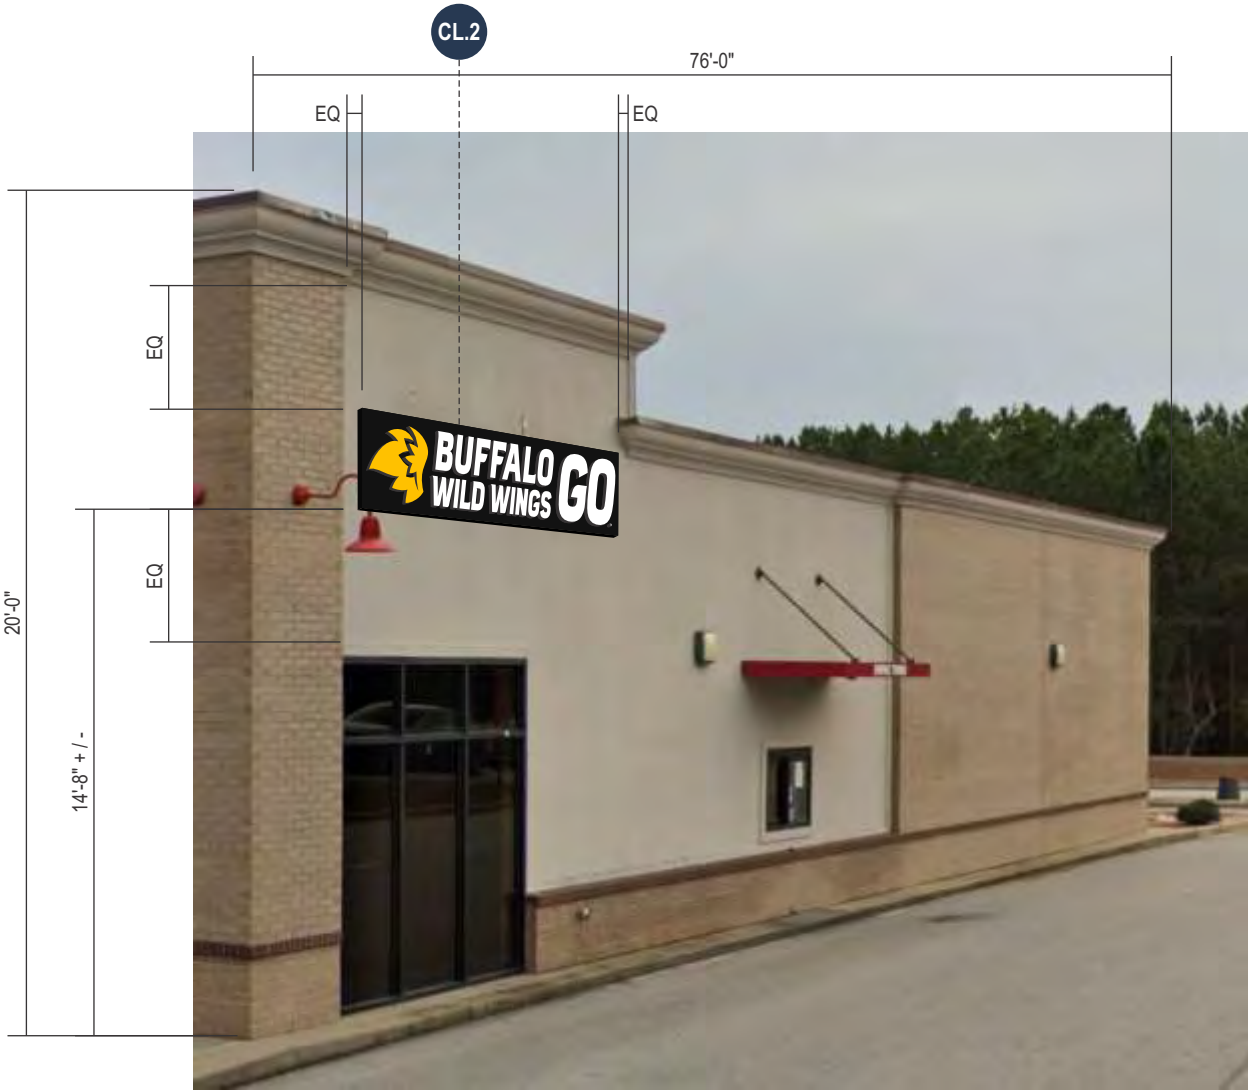 CL.2
76'-0"
EQ
EQ
EQ
BUFFALO
WILD WINGS
GO
EQ
20'-0"
14'-8" + / -